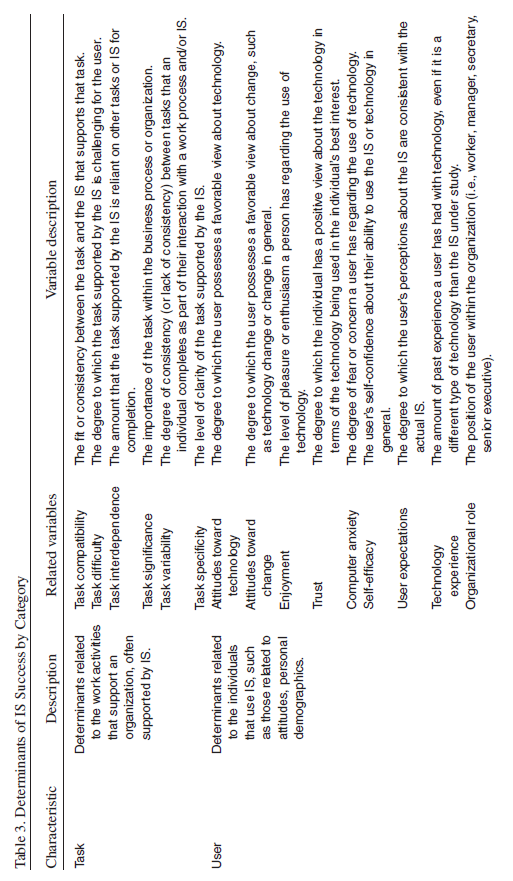 Table 3. Determinants of IS Success by Category
Characteristic Description Related variables Variable description
Task Determinants related Task compatibility The fit or consistency between the task and the IS that supports that task.
to the work activities Task difficulty The degree to which the task supported by the IS is challenging for the user.
that support an Task interdependence The amount that the task supported by the IS is reliant on other tasks or IS for
organization, often completion.
supported by IS. Task significance The importance of the task within the business process or organization.
Task variability The degree of consistency (or lack of consistency) between tasks that an
individual completes as part of their interaction with a work process and/or IS.
Task specificity The level of clarity of the task supported by the IS.
User Determinants related Attitudes toward The degree to which the user possesses a favorable view about technology.
to the individuals technology
that use IS, such Attitudes toward The degree to which the user possesses a favorable view about change, such
as those related to change as technology change or change in general.
attitudes, personal Enjoyment The level of pleasure or enthusiasm a person has regarding the use of
demographics. technology.
Trust The degree to which the individual has a positive view about the technology in
terms of the technology being used in the individual's best interest.
Computer anxiety The degree of fear or concern a user has regarding the use of technology.
Self-efficacy The user's self-confidence about their ability to use the IS or technology in
general.
User expectations The degree to which the user's perceptions about the IS are consistent with the
actual IS.
Technology The amount of past experience a user has had with technology, even if it is a
experience different type of technology than the IS under study.
Organizational role The position of the user within the organization (i.e., worker, manager, secretary,
senior executive).